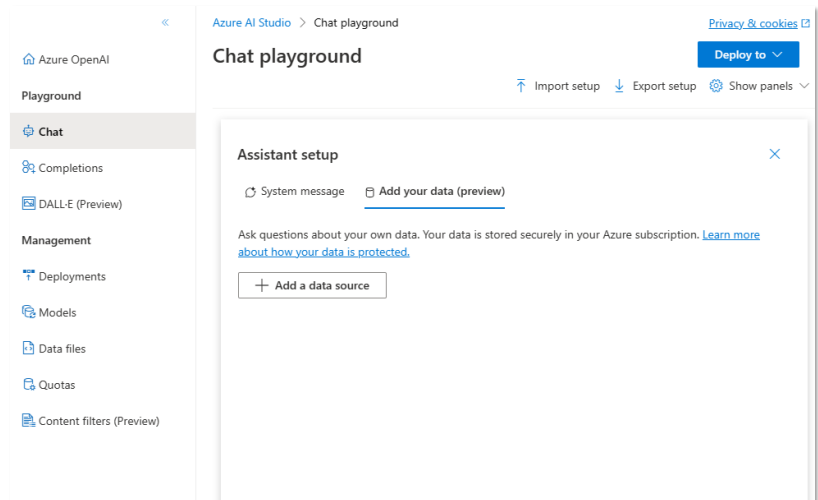 «
Azure OpenAI
Playground
Chat
Completions
DALL·E (Preview)
Management
Deployments
Models
Data files
Quotas
Content filters (Preview)
Azure AI Studio > Chat playground
Privacy & cookies
Chat playground
Deploy to
Import setup
Export setup
Show panels
Assistant setup
System message
Add your data (preview)
Ask questions about your own data. Your data is stored securely in your Azure subscription. Learn more
about how your data is protected.
+ Add a data source